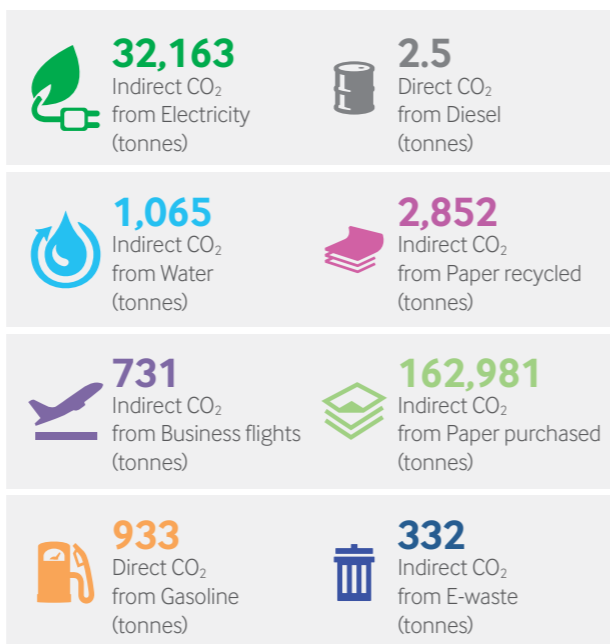 32,163
Indirect CO₂
from Electricity
(tonnes)
2.5
Direct CO₂
from Diesel
(tonnes)
1,065
Indirect CO₂
from Water
(tonnes)
2,852
Indirect CO₂
from Paper recycled
(tonnes)
731
Indirect CO₂
from Business flights
(tonnes)
162,981
Indirect CO₂
from Paper purchased
(tonnes)
933
Direct CO₂
from Gasoline
(tonnes)
332
Indirect CO₂
from E-waste
(tonnes)